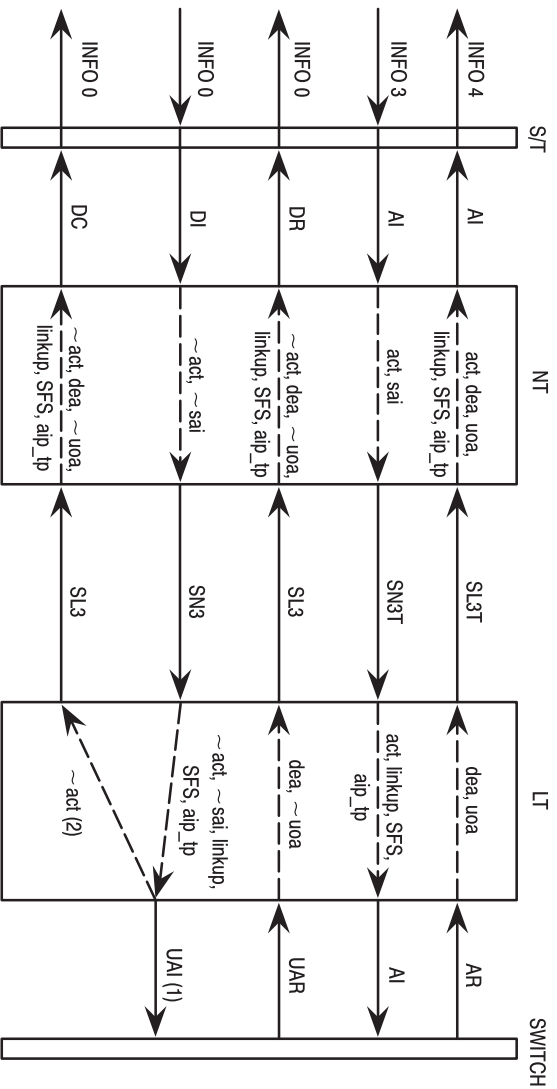 S/T
NT
LT
SWITCH
INFO 4
AI
act, dea, uoa,
linkup, SFS, aip_tp
SL3T
dea, uoa
AR
INFO 3
AI
act, sai
SN3T
act, linkup, SFS,
aip_tp
AI
INFO 0
DR
~ act, dea, ~ uoa,
linkup, SFS, aip_tp
SL3
dea, ~ uoa
UAR
INFO 0
DI
~ act, ~ sai
SN3
~ act, ~ sai, linkup,
SFS, aip_tp
UAI (1)
INFO 0
DC
~ act, dea, ~ uoa,
linkup, SFS, aip_tp
SL3
~ act (2)